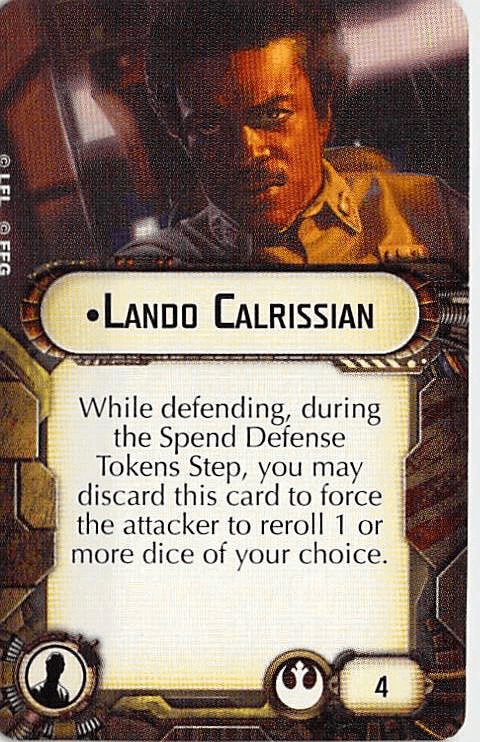 © LFL © FFG
•LANDO CALRISSIAN
While defending, during
the Spend Defense
Tokens Step, you may
discard this card to force
the attacker to reroll 1 or
more dice of your choice.
4